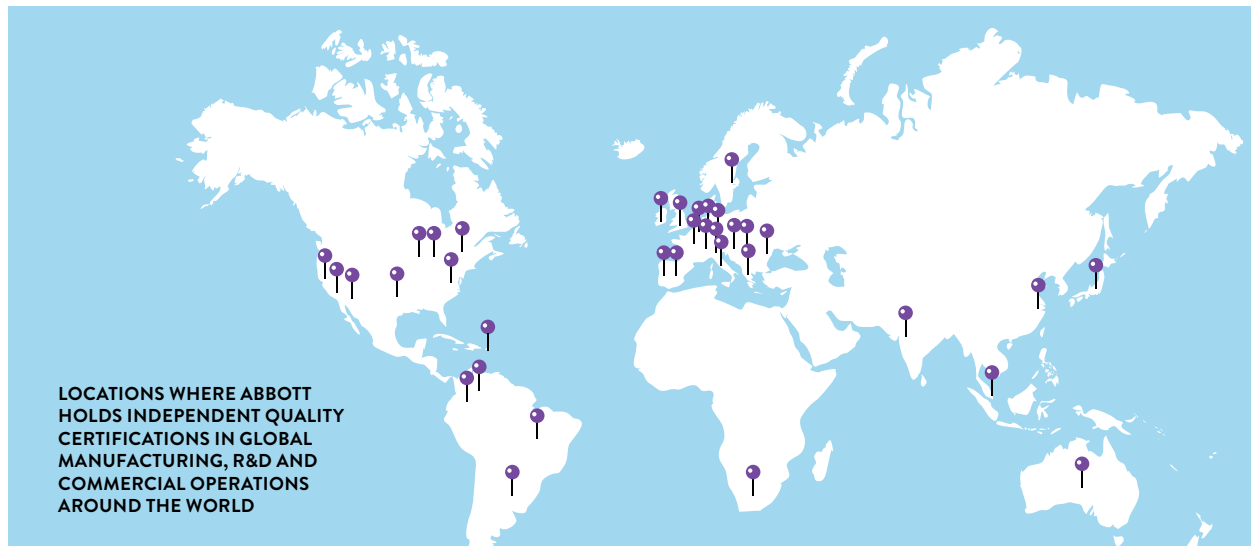 LOCATIONS WHERE ABBOTT
HOLDS INDEPENDENT QUALITY
CERTIFICATIONS IN GLOBAL
MANUFACTURING, R&D AND
COMMERCIAL OPERATIONS
AROUND THE WORLD